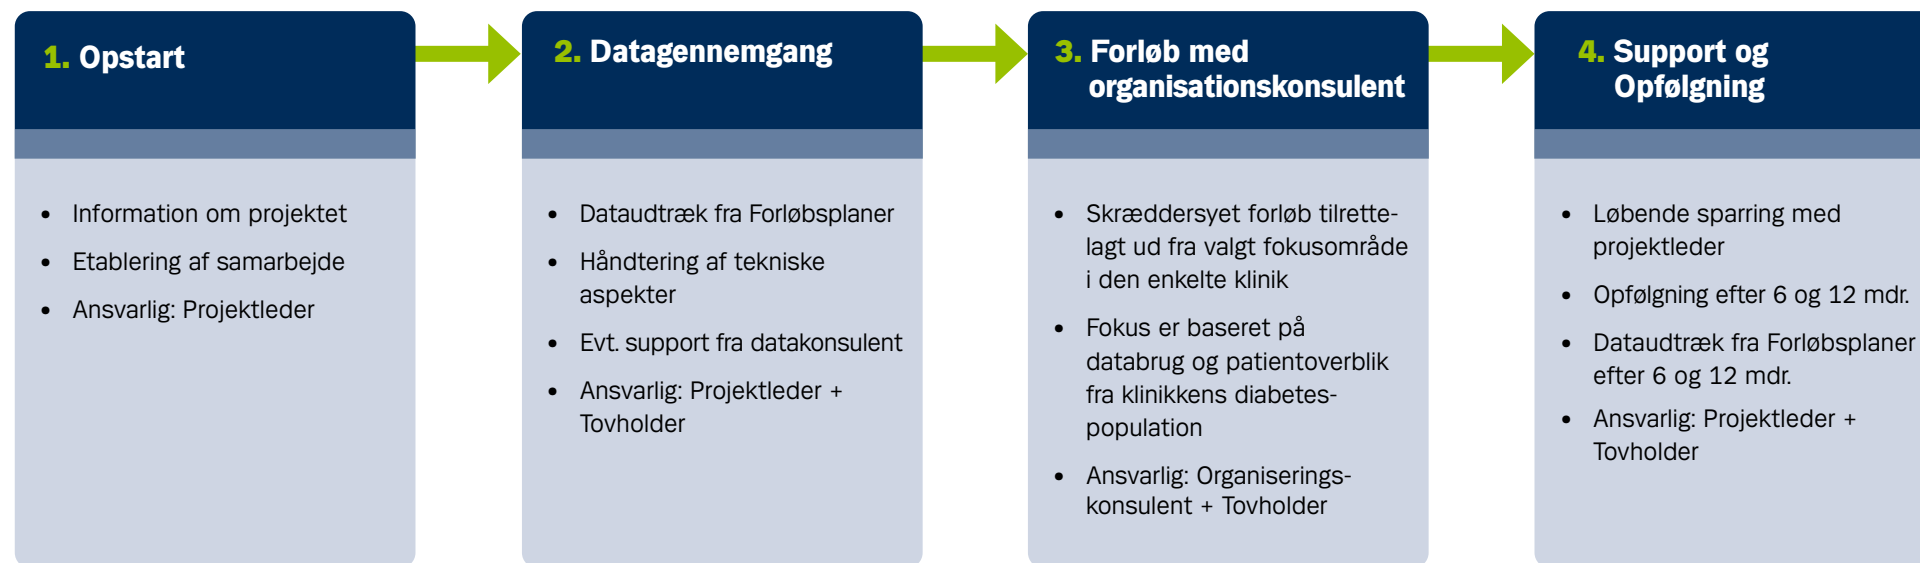 1. Opstart
• Information om projektet
• Etablering af samarbejde
• Ansvarlig: Projektleder
2. Datagennemgang
• Dataudtræk fra Forløbsplaner
• Håndtering af tekniske
aspekter
• Evt. support fra datakonsulent
• Ansvarlig: Projektleder +
Tovholder
3. Forløb med
organisationskonsulent
• Skræddersyet forløb tilrette-
lagt ud fra valgt fokusområde
i den enkelte klinik
• Fokus er baseret på
databrug og patientoverblik
fra klinikkens diabetes-
population
• Ansvarlig: Organiserings-
konsulent + Tovholder
4. Support og
Opfølgning
• Løbende sparring med
projektleder
• Opfølgning efter 6 og 12 mdr.
• Dataudtræk fra Forløbsplaner
efter 6 og 12 mdr.
• Ansvarlig: Projektleder +
Tovholder